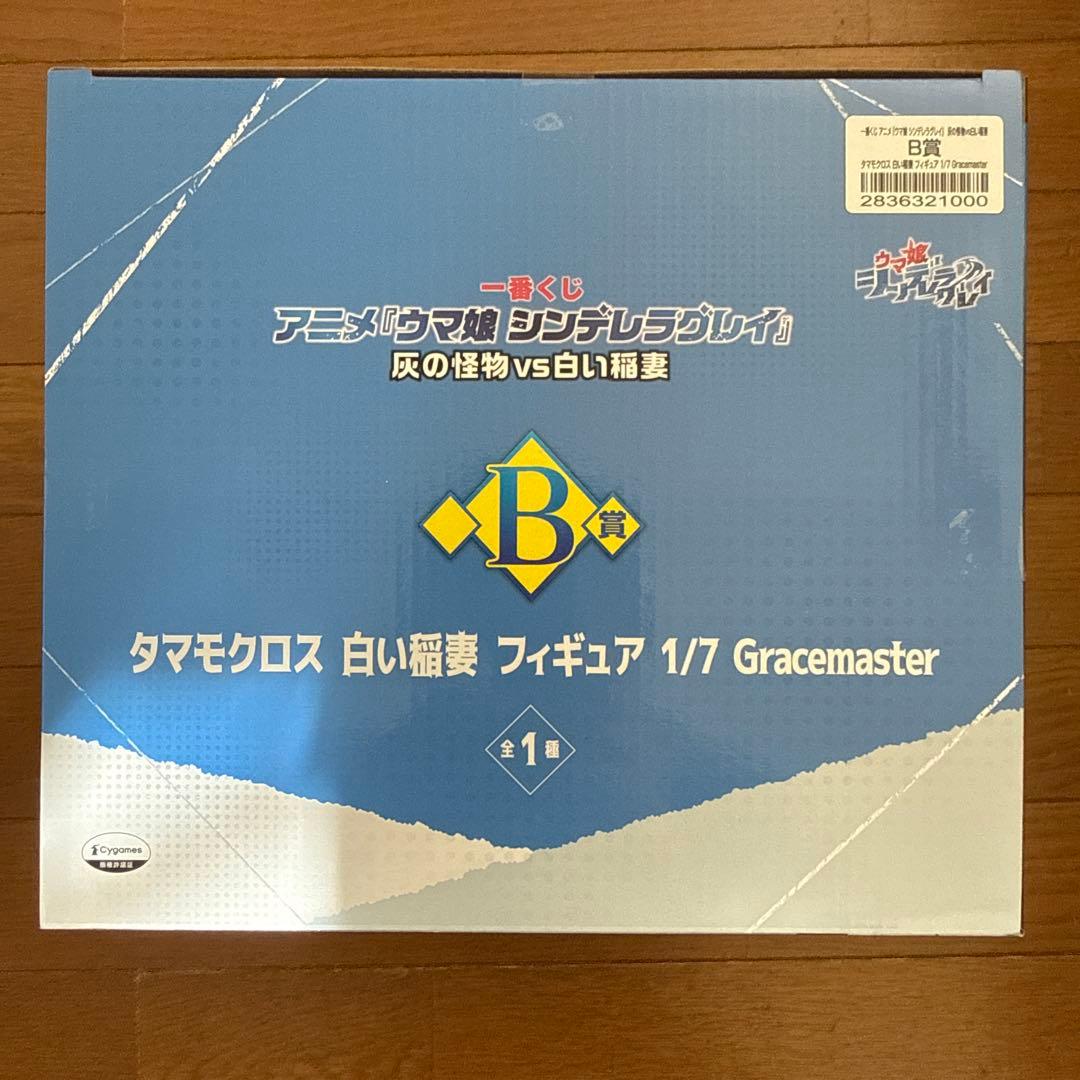 一番くじ アニメ『ウマ娘 シンデレラグレイ』 灰の怪物vs白い稲妻
B賞
タマモクロス 白い稲妻 フィギュア 1/7 Gracemaster
2836321000
ウマ娘
シンデレラグレイ
一番くじ
アニメ『ウマ娘 シンデレラグレイ』
灰の怪物vs白い稲妻
B賞
タマモクロス 白い稲妻 フィギュア 1/7 Gracemaster
全1種
Cygames
版権許諾証